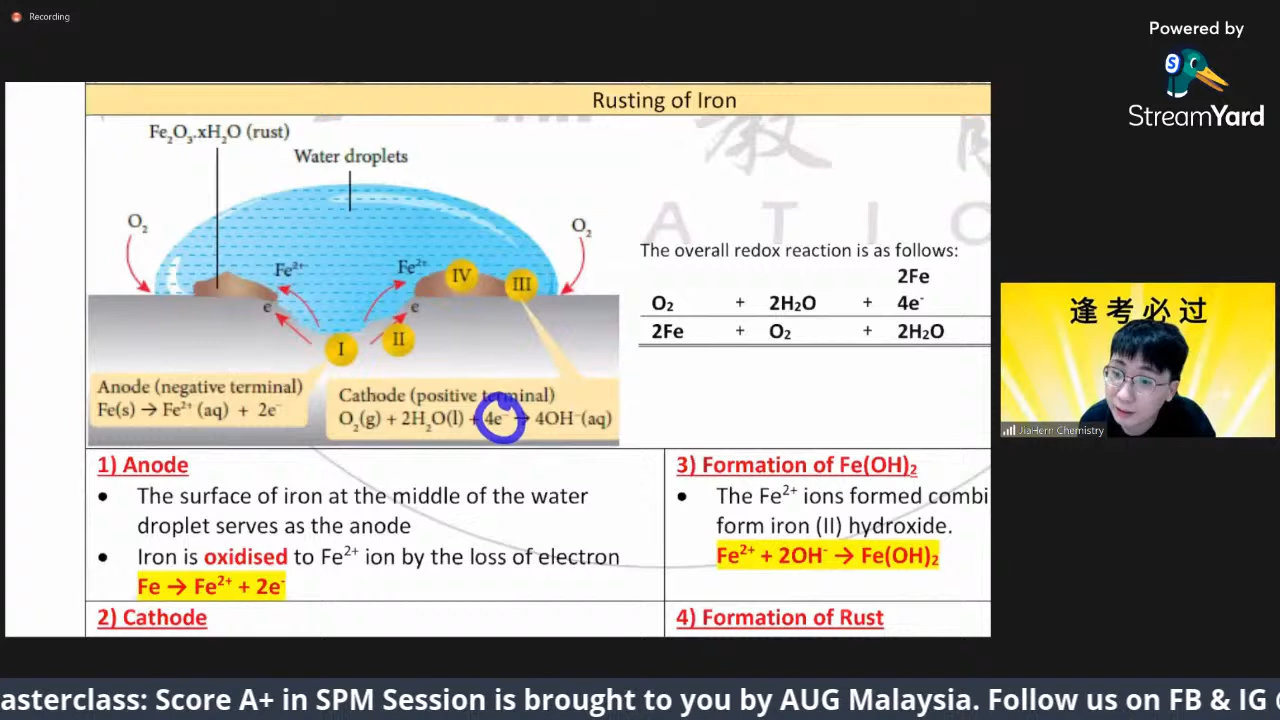 Recording
Powered by
S
StreamYard
Rusting of Iron
Fe₂O₃.xH₂O (rust)
Water droplets
O₂
O₂
Fe²⁺
Fe²⁺
IV
III
e⁻
e⁻
I
II
Anode (negative terminal)
Fe(s) → Fe²⁺ (aq) + 2e⁻
Cathode (positive terminal)
O₂(g) + 2H₂O(l) + 4e⁻ → 4OH⁻(aq)
A T I C
The overall redox reaction is as follows:
2Fe
O₂ + 2H₂O + 4e⁻
2Fe + O₂ + 2H₂O
逢考必过
JiaHern Chemistry
1) Anode
• The surface of iron at the middle of the water
droplet serves as the anode
• Iron is oxidised to Fe²⁺ ion by the loss of electron
Fe → Fe²⁺ + 2e⁻
2) Cathode
3) Formation of Fe(OH)₂
• The Fe²⁺ ions formed combi
form iron (II) hydroxide.
Fe²⁺ + 2OH⁻ → Fe(OH)₂
4) Formation of Rust
asterclass: Score A+ in SPM Session is brought to you by AUG Malaysia. Follow us on FB & IG